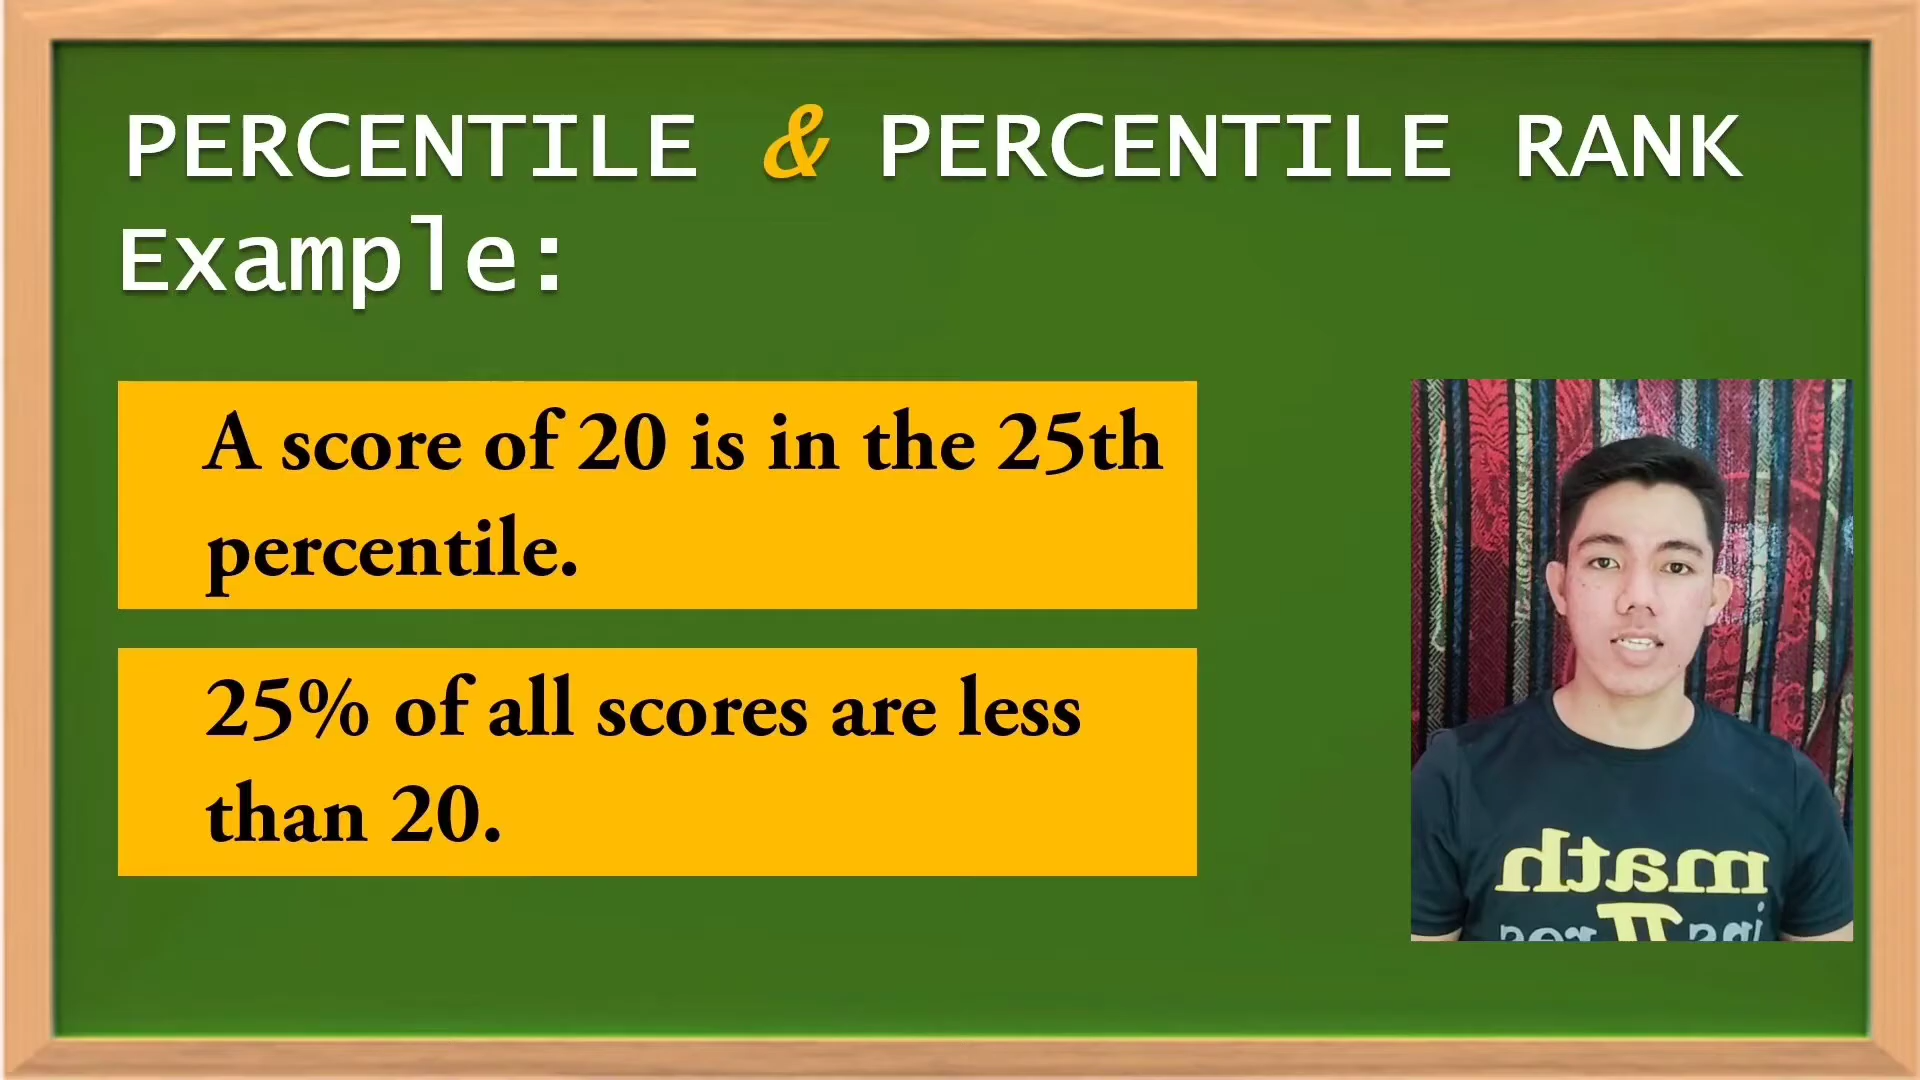 PERCENTILE & PERCENTILE RANK
Example:
A score of 20 is in the 25th
percentile.
25% of all scores are less
than 20.
math